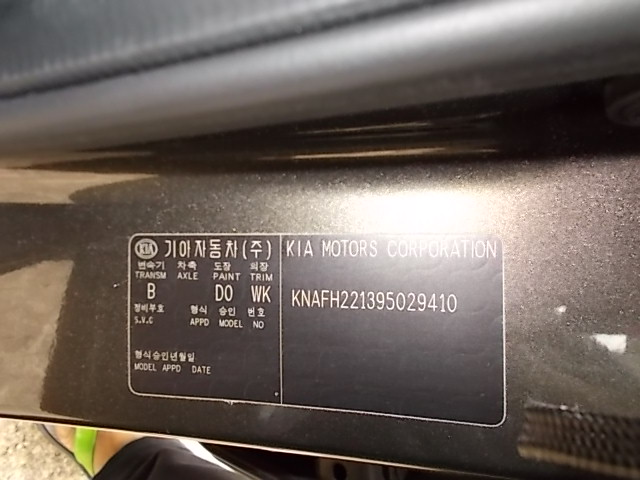 KIA 기아자동차(주)
변속기 차축 도장 의장
TRANSM AXLE PAINT TRIM
B D0 WK
정비부호 형식 승인 번호
S.V.C APPD MODEL NO
형식승인년월일
MODEL APPD DATE
KIA MOTORS CORPORATION
KNAFH221395029410